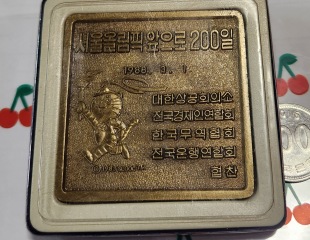 서울올림픽앞으로200일
1988. 3. 1
대한상공회의소
전국경제인연합회
한국무역협회
전국은행연합회
협찬